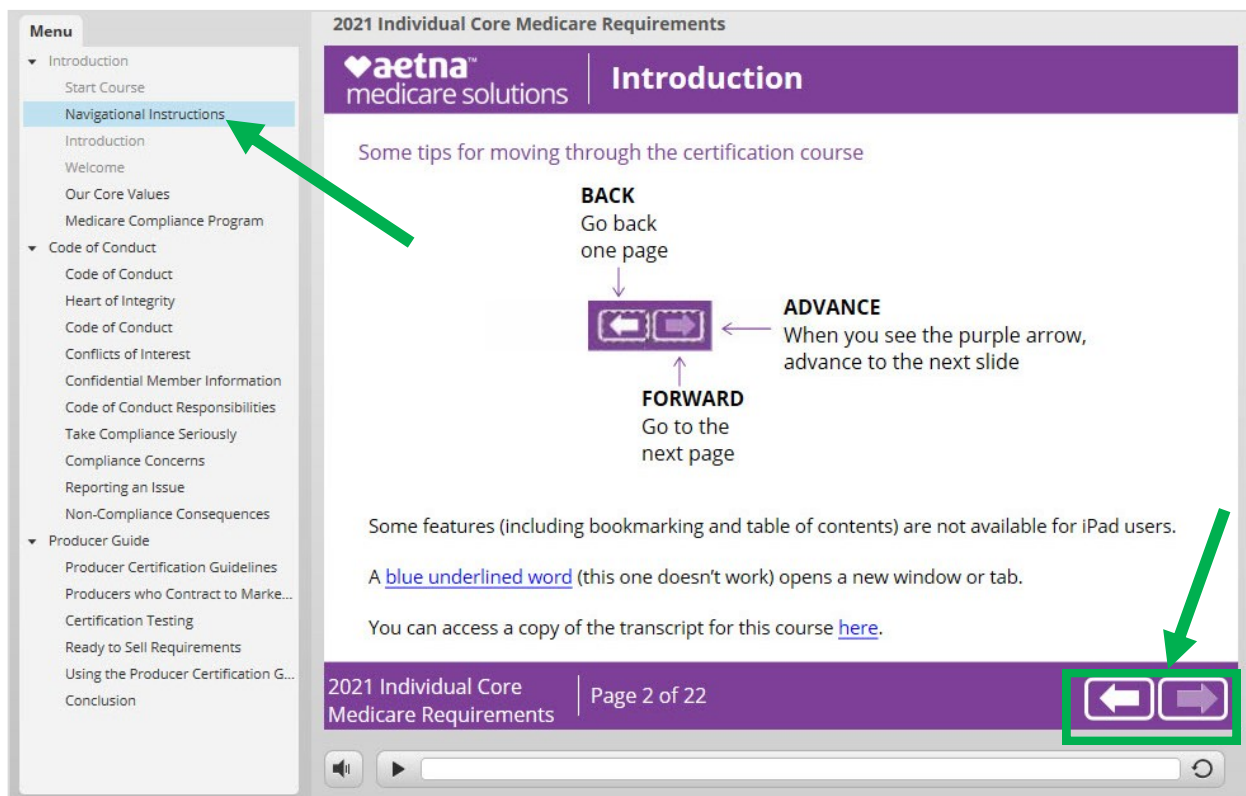 Menu
Introduction
Start Course
Navigational Instructions
Introduction
Welcome
Our Core Values
Medicare Compliance Program
Code of Conduct
Code of Conduct
Heart of Integrity
Code of Conduct
Conflicts of Interest
Confidential Member Information
Code of Conduct Responsibilities
Take Compliance Seriously
Compliance Concerns
Reporting an Issue
Non-Compliance Consequences
Producer Guide
Producer Certification Guidelines
Producers who Contract to Marke...
Certification Testing
Ready to Sell Requirements
Using the Producer Certification G...
Conclusion
2021 Individual Core Medicare Requirements
aetna™
medicare solutions
Introduction
Some tips for moving through the certification course
BACK
Go back
one page
ADVANCE
When you see the purple arrow,
advance to the next slide
FORWARD
Go to the
next page
Some features (including bookmarking and table of contents) are not available for iPad users.
A blue underlined word (this one doesn't work) opens a new window or tab.
You can access a copy of the transcript for this course here.
2021 Individual Core
Medicare Requirements
Page 2 of 22